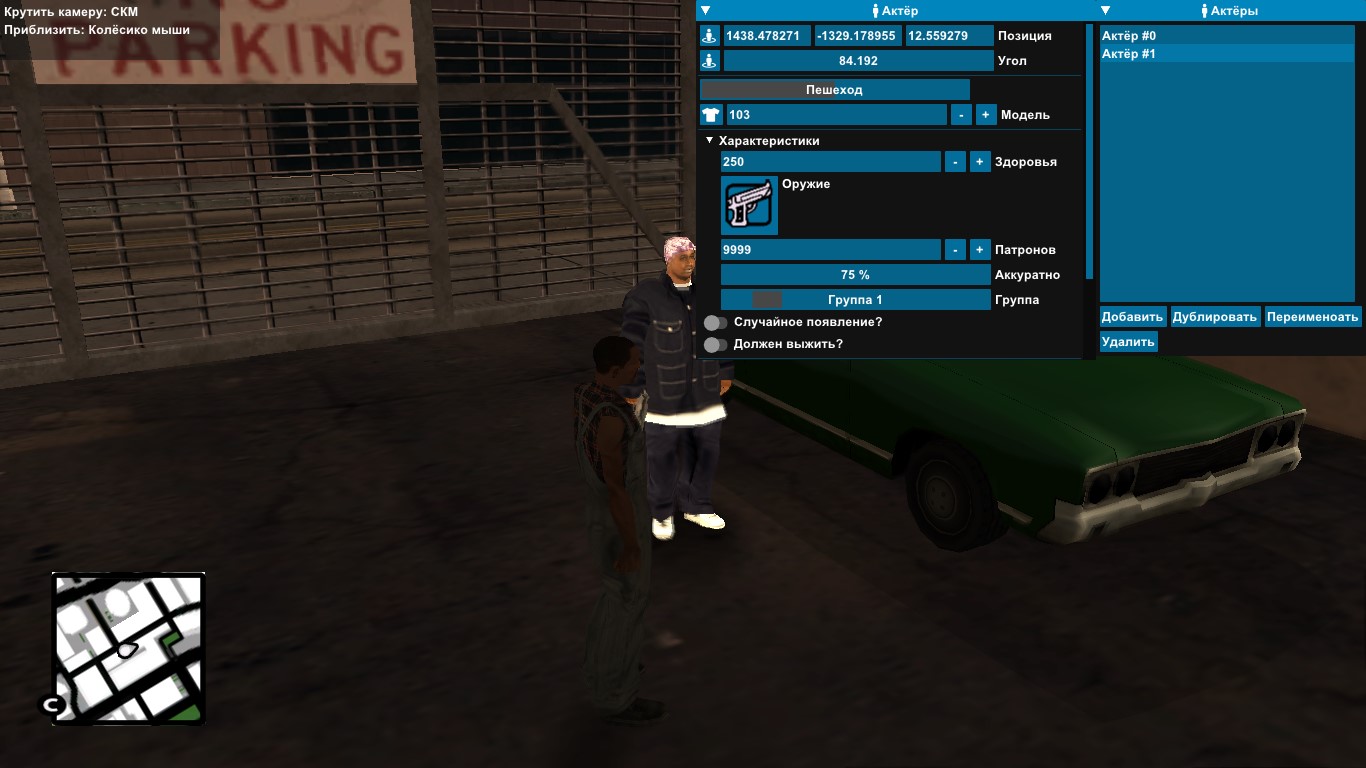 Крутить камеру: СКМ
Приблизить: Колёсико мыши
PARKING
Актёр
1438.478271 -1329.178955 12.559279 Позиция
84.192 Угол
Пешеход
103 - + Модель
Характеристики
250 - + Здоровья
Оружие
9999 - + Патронов
75 % Аккуратно
Группа 1 Группа
Случайное появление?
Должен выжить?
Актёры
Актёр #0
Актёр #1
Добавить Дублировать Переименоать
Удалить
C